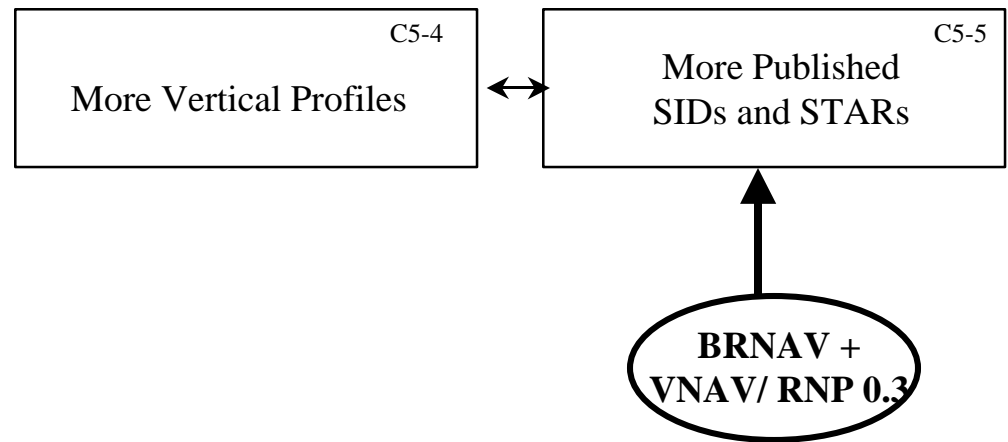 C5-4
More Vertical Profiles
C5-5
More Published
SIDs and STARs
BRNAV +
VNAV/ RNP 0.3